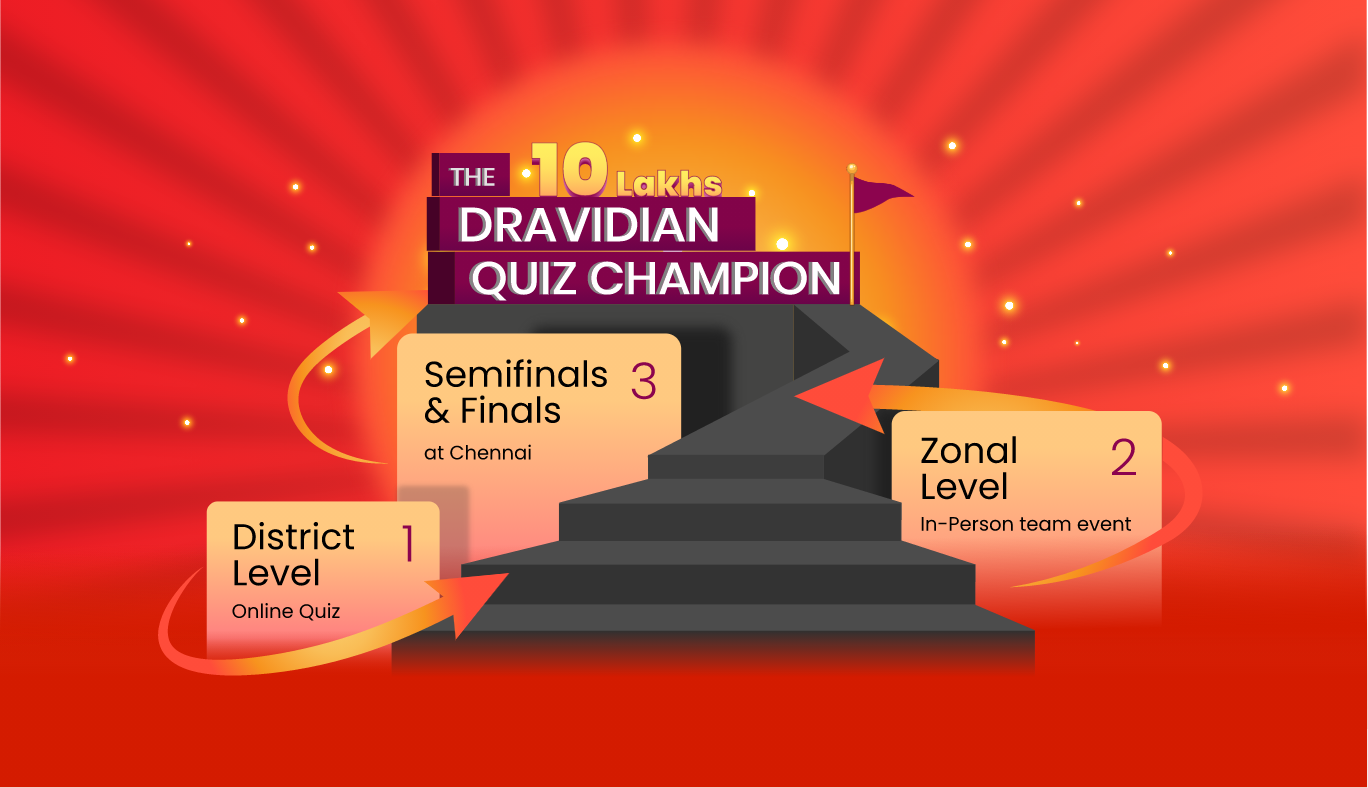 THE 10 Lakhs
DRAVIDIAN
QUIZ CHAMPION
Semifinals 3
& Finals
at Chennai
Zonal 2
Level
In-Person team event
District 1
Level
Online Quiz